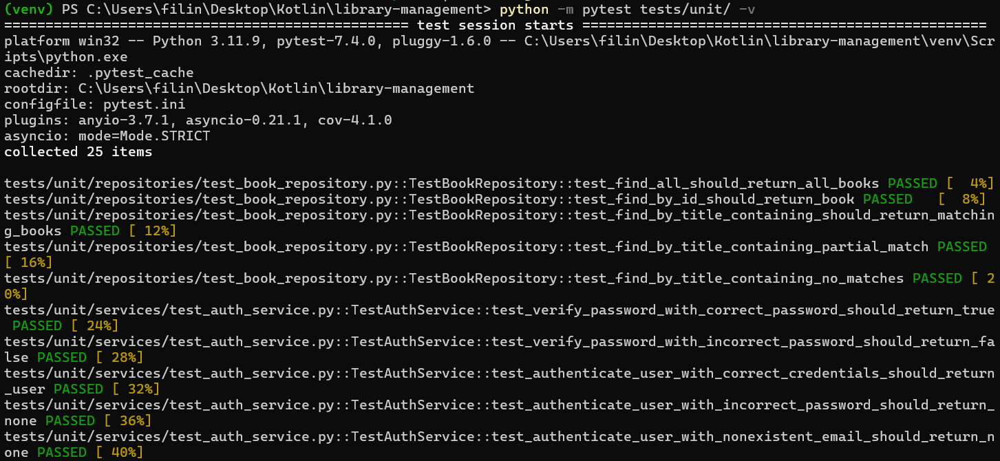 (venv) PS C:\Users\filin\Desktop\Kotlin\library-management> python -m pytest tests/unit/ -v
================================================= test session starts =================================================
platform win32 -- Python 3.11.9, pytest-7.4.0, pluggy-1.6.0 -- C:\Users\filin\Desktop\Kotlin\library-management\venv\Scr
ipts\python.exe
cachedir: .pytest_cache
rootdir: C:\Users\filin\Desktop\Kotlin\library-management
configfile: pytest.ini
plugins: anyio-3.7.1, asyncio-0.21.1, cov-4.1.0
asyncio: mode=Mode.STRICT
collected 25 items
tests/unit/repositories/test_book_repository.py::TestBookRepository::test_find_all_should_return_all_books PASSED [  4%]
tests/unit/repositories/test_book_repository.py::TestBookRepository::test_find_by_id_should_return_book PASSED   [  8%]
tests/unit/repositories/test_book_repository.py::TestBookRepository::test_find_by_title_containing_should_return_matchin
g_books PASSED [ 12%]
tests/unit/repositories/test_book_repository.py::TestBookRepository::test_find_by_title_containing_partial_match PASSED
[ 16%]
tests/unit/repositories/test_book_repository.py::TestBookRepository::test_find_by_title_containing_no_matches PASSED [ 2
0%]
tests/unit/services/test_auth_service.py::TestAuthService::test_verify_password_with_correct_password_should_return_true
 PASSED [ 24%]
tests/unit/services/test_auth_service.py::TestAuthService::test_verify_password_with_incorrect_password_should_return_fa
lse PASSED [ 28%]
tests/unit/services/test_auth_service.py::TestAuthService::test_authenticate_user_with_correct_credentials_should_return
_user PASSED [ 32%]
tests/unit/services/test_auth_service.py::TestAuthService::test_authenticate_user_with_incorrect_password_should_return_
none PASSED [ 36%]
tests/unit/services/test_auth_service.py::TestAuthService::test_authenticate_user_with_nonexistent_email_should_return_n
one PASSED [ 40%]